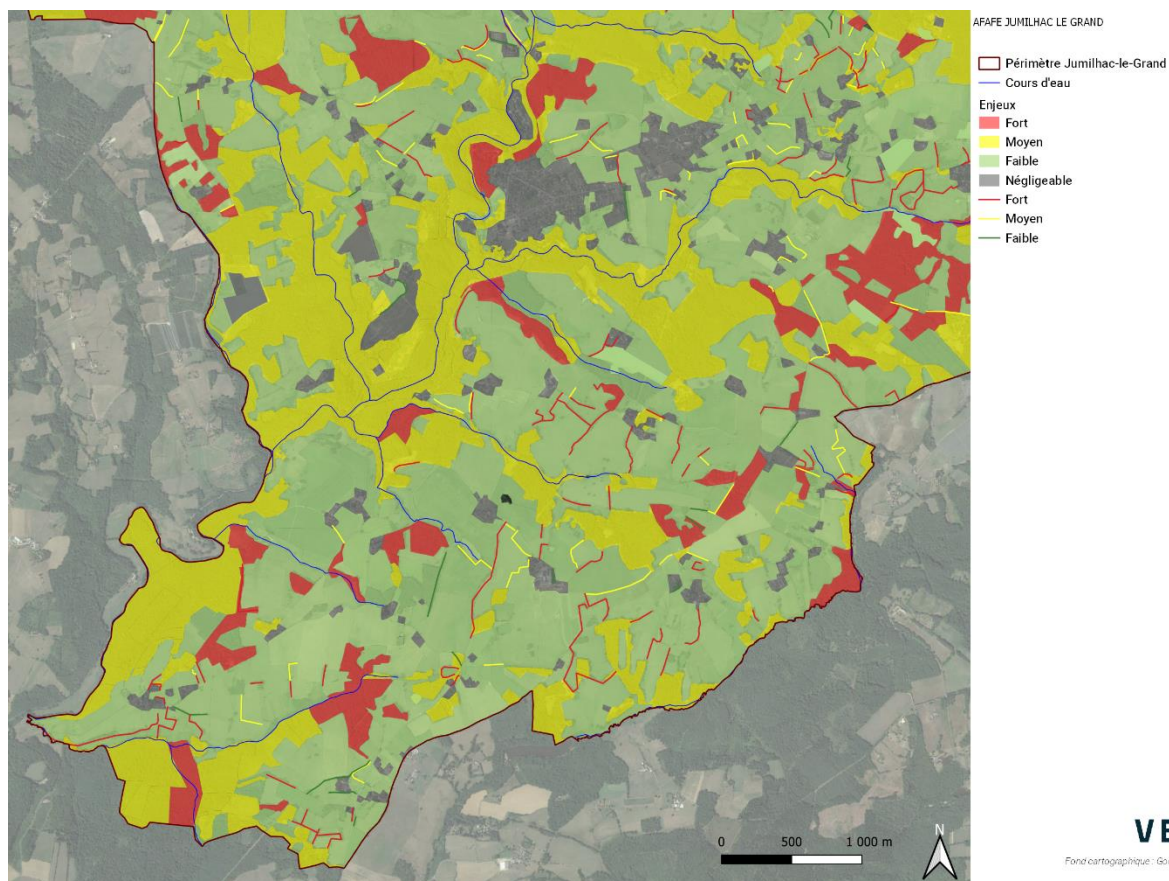 AFAFE JUMILHAC LE GRAND
Périmètre Jumilhac-le-Grand
Cours d'eau
Enjeux
Fort
Moyen
Faible
Négligeable
Fort
Moyen
Faible
0 500 1 000 m
N
VE
Fond cartographique : Go